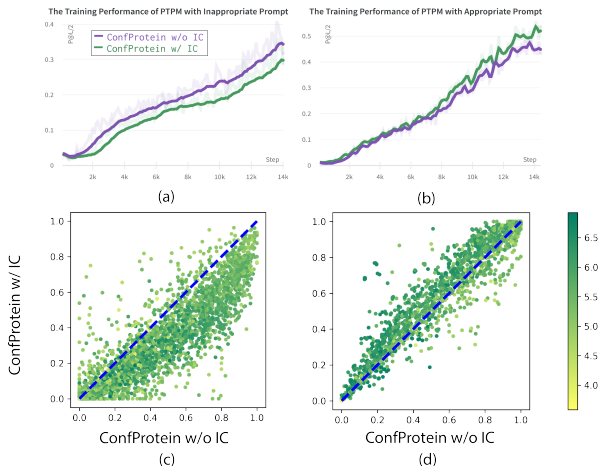 The Training Performance of PTPM with Inappropriate Prompt
P@L/2
0.4
0.3
0.2
0.1
0
ConfProtein w/o IC
ConfProtein w/ IC
Step
2k 4k 6k 8k 10k 12k 14k
(a)
The Training Performance of PTPM with Appropriate Prompt
P@L/2
0.5
0.4
0.3
0.2
0.1
0
Step
2k 4k 6k 8k 10k 12k 14k
(b)
ConfProtein w/ IC
1.0
0.8
0.6
0.4
0.2
0.0
0.0 0.2 0.4 0.6 0.8 1.0
ConfProtein w/o IC
(c)
1.0
0.8
0.6
0.4
0.2
0.0
0.0 0.2 0.4 0.6 0.8 1.0
ConfProtein w/o IC
(d)
6.5
6.0
5.5
5.0
4.5
4.0